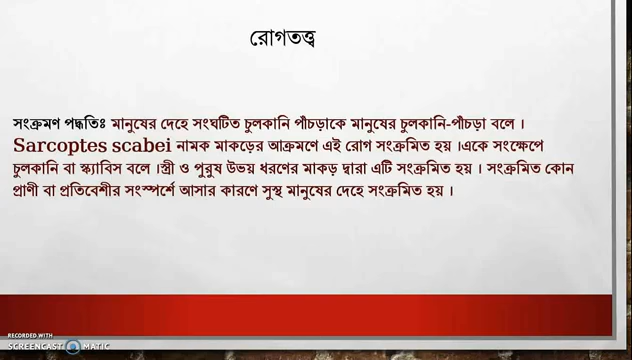 রোগতত্ত্ব
সংক্রমণ পদ্ধতিঃ মানুষের দেহে সংঘটিত চুলকানি পাঁচড়াকে মানুষের চুলকানি-পাঁচড়া বলে ।
Sarcoptes scabei নামক মাকড়ের আক্রমণে এই রোগ সংক্রমিত হয় ।একে সংক্ষেপে
চুলকানি বা স্ক্যাবিস বলে ।স্ত্রী ও পুরুষ উভয় ধরণের মাকড় দ্বারা এটি সংক্রমিত হয় । সংক্রমিত কোন
প্রাণী বা প্রতিবেশীর সংস্পর্শে আসার কারণে সুস্থ মানুষের দেহে সংক্রমিত হয় ।
RECORDED WITH
SCREENCAST MATIC